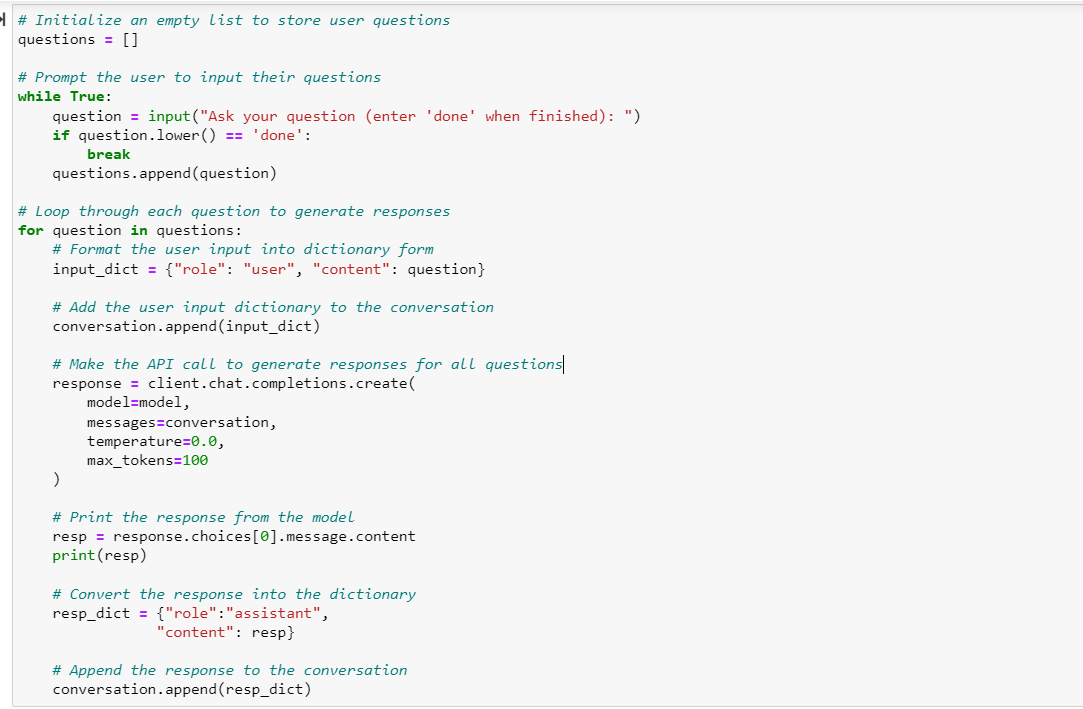 # Initialize an empty list to store user questions
questions = []
# Prompt the user to input their questions
while True:
    question = input("Ask your question (enter 'done' when finished): ")
    if question.lower() == 'done':
        break
    questions.append(question)
# Loop through each question to generate responses
for question in questions:
    # Format the user input into dictionary form
    input_dict = {"role": "user", "content": question}
    # Add the user input dictionary to the conversation
    conversation.append(input_dict)
    # Make the API call to generate responses for all questions
    response = client.chat.completions.create(
        model=model,
        messages=conversation,
        temperature=0.0,
        max_tokens=100
    )
    # Print the response from the model
    resp = response.choices[0].message.content
    print(resp)
    # Convert the response into the dictionary
    resp_dict = {"role":"assistant",
                "content": resp}
    # Append the response to the conversation
    conversation.append(resp_dict)